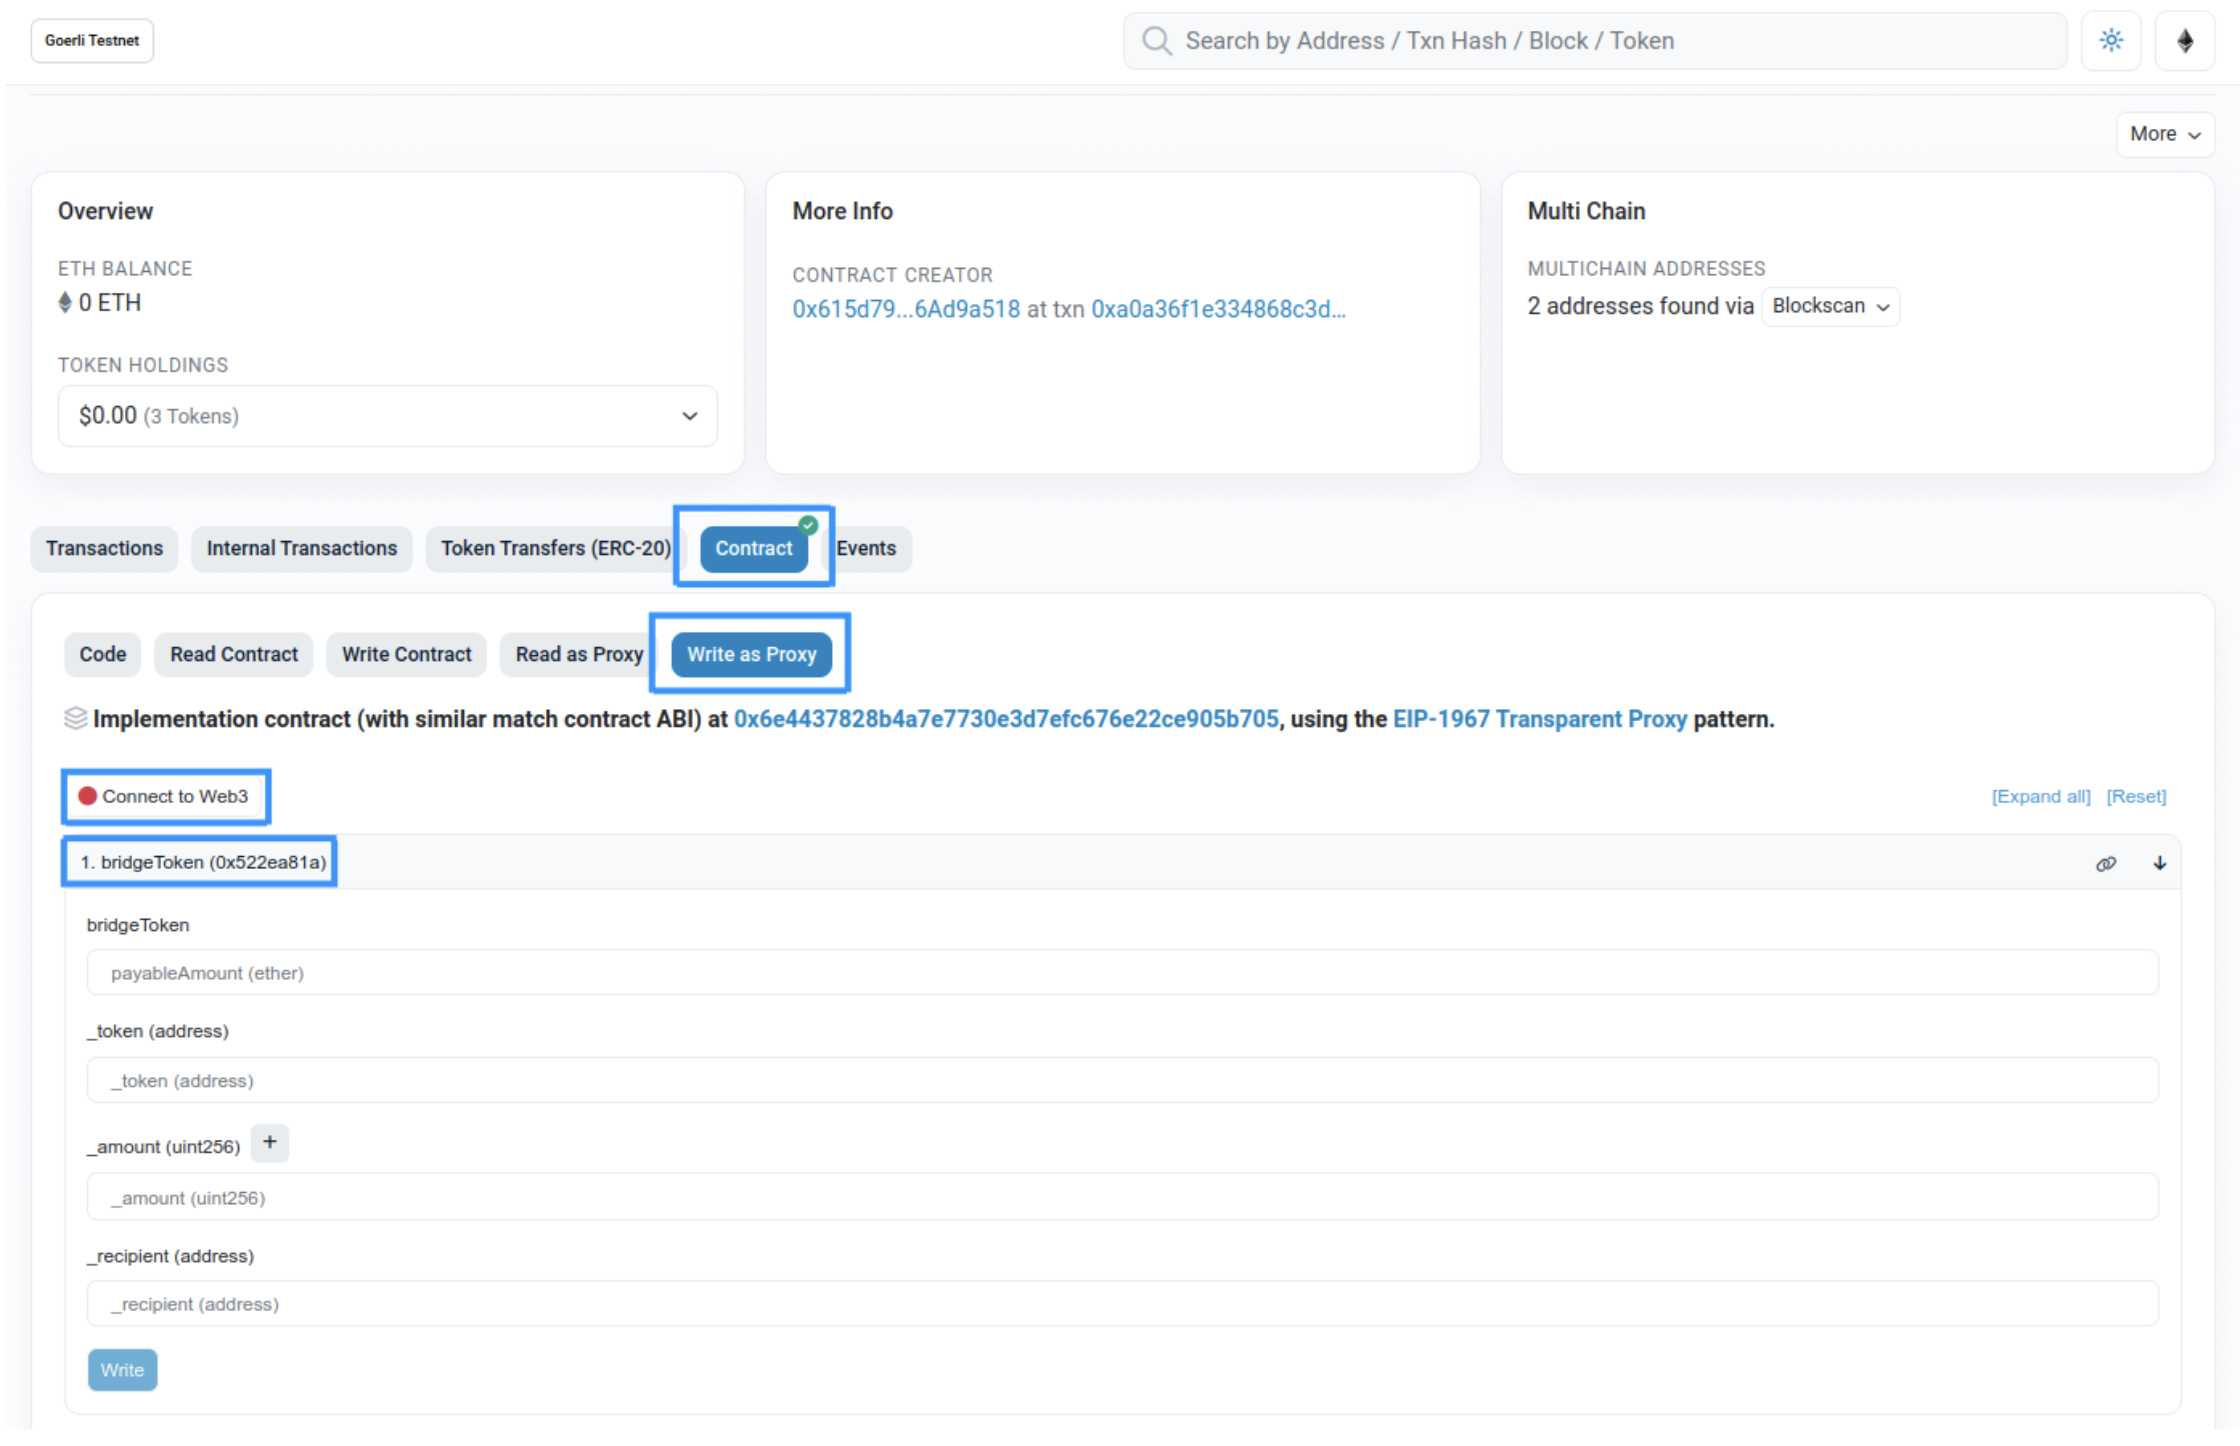 Goerli Testnet
Search by Address / Txn Hash / Block / Token
More
Overview
ETH BALANCE
0 ETH
TOKEN HOLDINGS
$0.00 (3 Tokens)
More Info
CONTRACT CREATOR
0x615d79...6Ad9a518 at txn 0xa0a36f1e334868c3d...
Multi Chain
MULTICHAIN ADDRESSES
2 addresses found via Blockscan
Transactions Internal Transactions Token Transfers (ERC-20) Contract Events
Code Read Contract Write Contract Read as Proxy Write as Proxy
Implementation contract (with similar match contract ABI) at 0x6e4437828b4a7e7730e3d7efc676e22ce905b705, using the EIP-1967 Transparent Proxy pattern.
Connect to Web3 [Expand all] [Reset]
1. bridgeToken (0x522ea81a)
bridgeToken
payableAmount (ether)
_token (address)
_token (address)
_amount (uint256) +
_amount (uint256)
_recipient (address)
_recipient (address)
Write